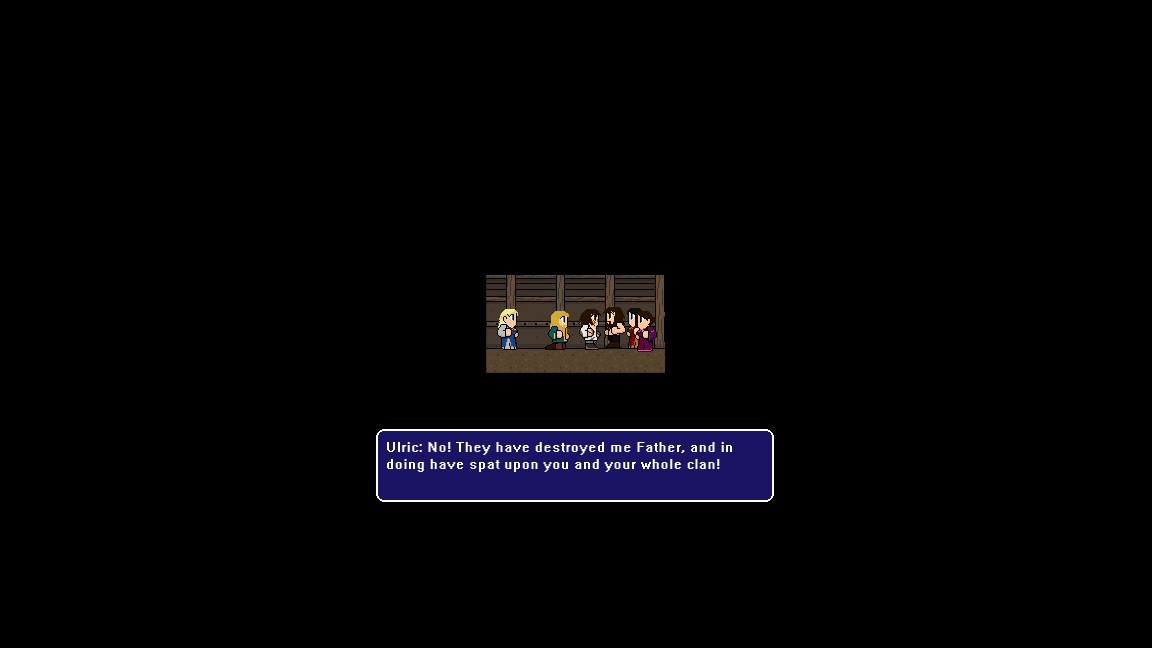 Ulric: No! They have destroyed me Father, and in
doing have spat upon you and your whole clan!